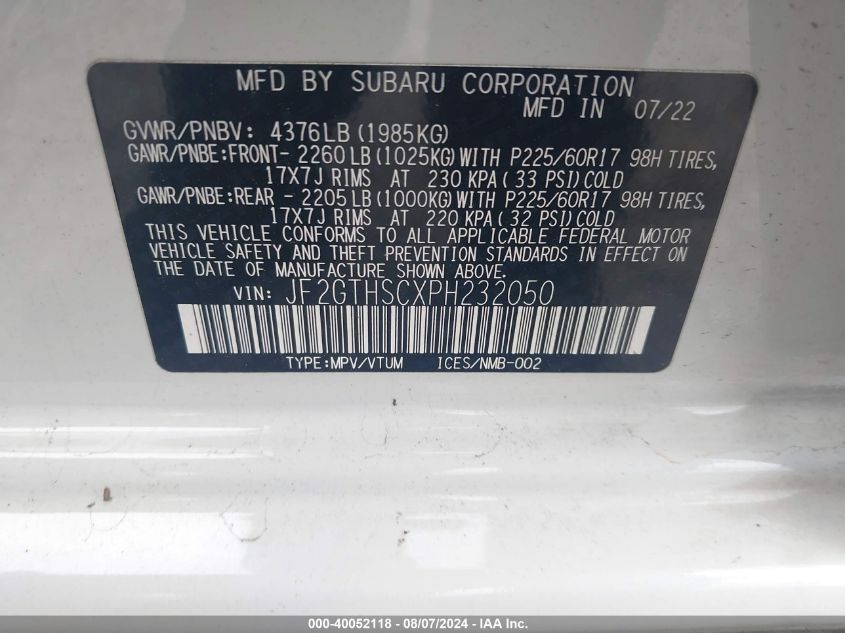 MFD BY SUBARU CORPORATION
MFD IN 07/22
GVWR/PNBV: 4376LB(1985KG)
GAWR/PNBE:FRONT- 2260LB(1025KG)WITH P225/60R17 98H TIRES,
17X7J RIMS AT 230 KPA(33 PSI)COLD
GAWR/PNBE:REAR - 2205LB(1000KG)WITH P225/60R17 98H TIRES,
17X7J RIMS AT 220 KPA(32 PSI)COLD
THIS VEHICLE CONFORMS TO ALL APPLICABLE FEDERAL MOTOR
VEHICLE SAFETY AND THEFT PREVENTION STANDARDS IN EFFECT ON
THE DATE OF MANUFACTURE SHOWN ABOVE.
VIN: JF2GTHSCXPH232050
TYPE:MPV/VTUM ICES/NMB-002
000-40052118 - 08/07/2024 - IAA Inc.